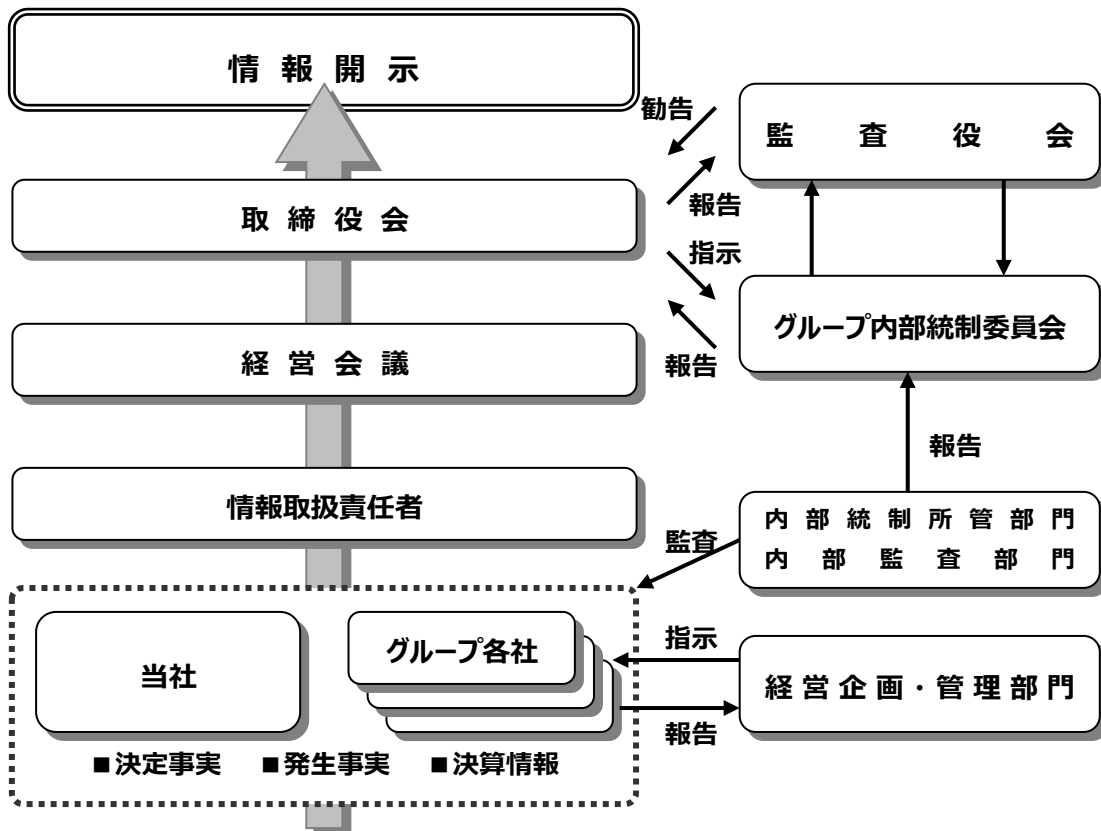 情報開示
勧告
監査役会
報告
取締役会
指示
グループ内部統制委員会
経営会議
報告
報告
情報取扱責任者
内部統制所管部門
内部監査部門
監査
グループ各社
指示
当社
経営企画・管理部門
報告
■決定事実 ■発生事実 ■決算情報